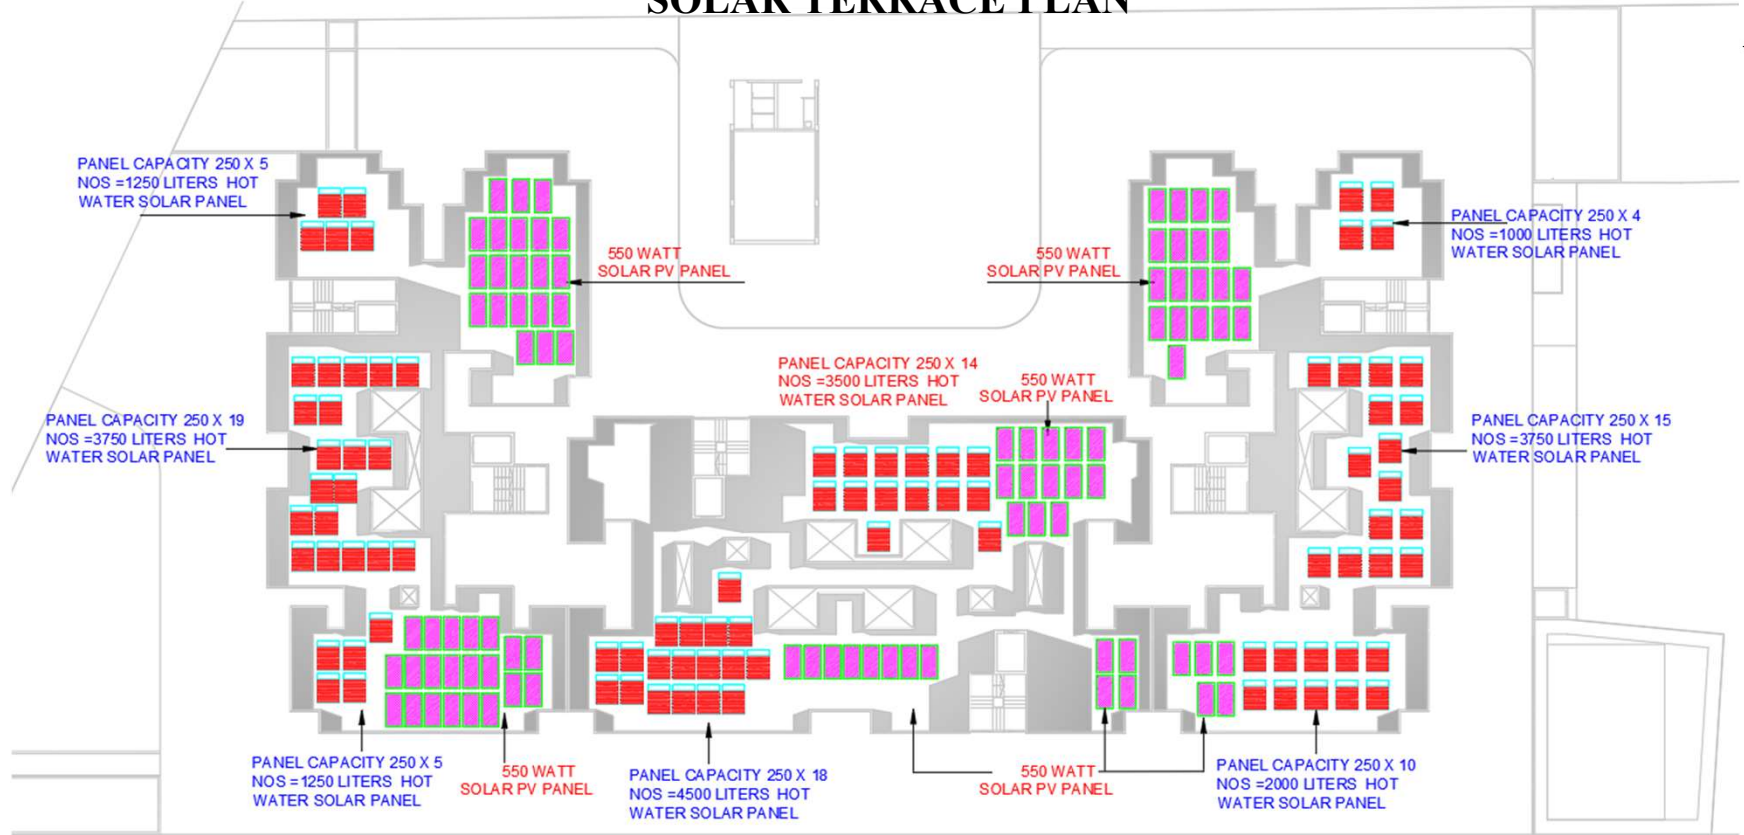 SOLAR TERRACE PLAN
PANEL CAPACITY 250 X 5
NOS =1250 LITERS HOT
WATER SOLAR PANEL
550 WATT
SOLAR PV PANEL
550 WATT
SOLAR PV PANEL
PANEL CAPACITY 250 X 4
NOS =1000 LITERS HOT
WATER SOLAR PANEL
PANEL CAPACITY 250 X 19
NOS =3750 LITERS HOT
WATER SOLAR PANEL
PANEL CAPACITY 250 X 14
NOS =3500 LITERS HOT
WATER SOLAR PANEL
550 WATT
SOLAR PV PANEL
PANEL CAPACITY 250 X 15
NOS =3750 LITERS HOT
WATER SOLAR PANEL
PANEL CAPACITY 250 X 5
NOS =1250 LITERS HOT
WATER SOLAR PANEL
550 WATT
SOLAR PV PANEL
PANEL CAPACITY 250 X 18
NOS =4500 LITERS HOT
WATER SOLAR PANEL
550 WATT
SOLAR PV PANEL
PANEL CAPACITY 250 X 10
NOS =2000 LITERS HOT
WATER SOLAR PANEL